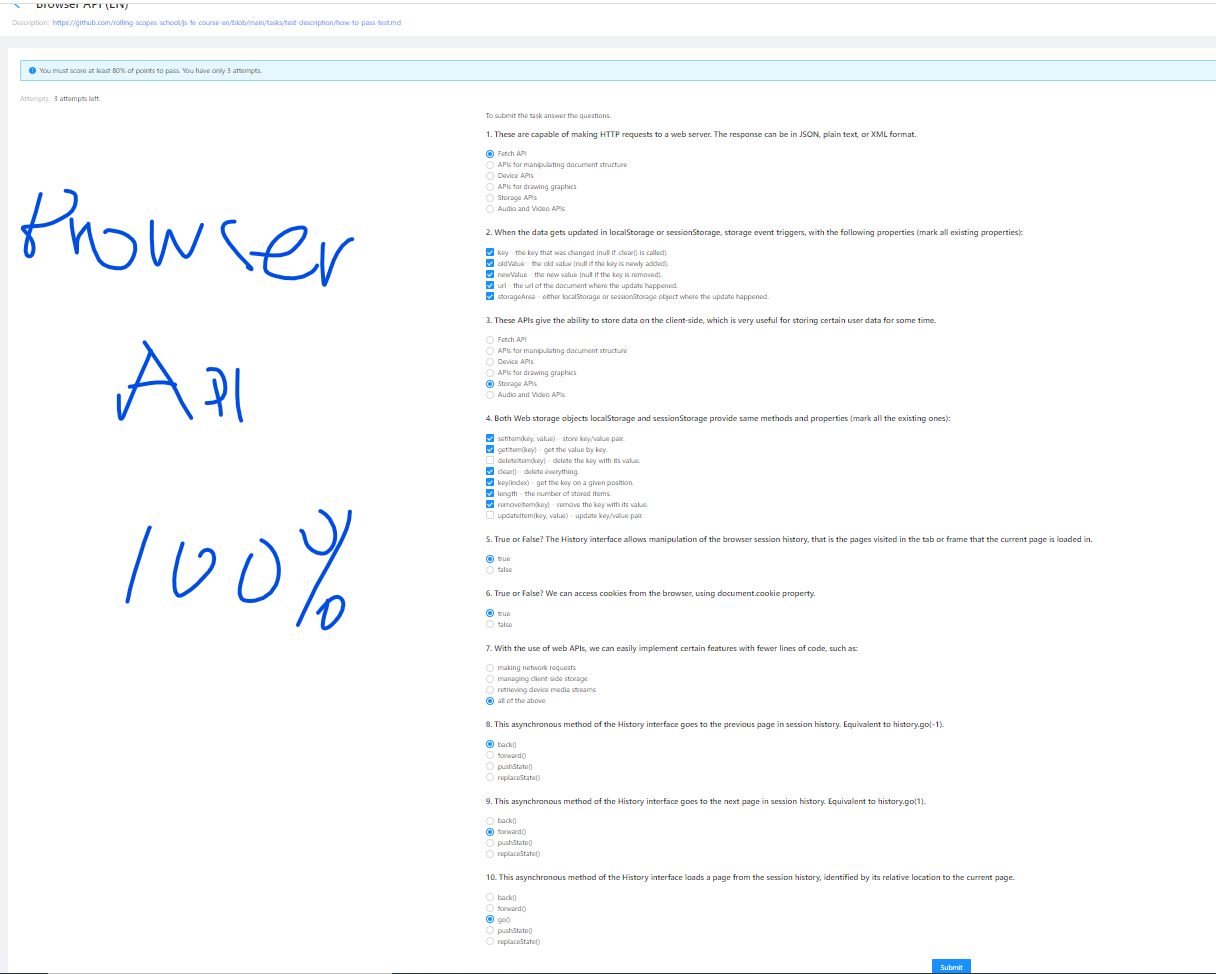 Browser API (EN)
Description: https://github.com/rolling-scopes-school/js-fe-course-en/blob/main/tasks/test-description/how-to-pass-test.md
You must score at least 80% of points to pass. You have only 3 attempts.
Attempts: 3 attempts left.
To submit the task answer the questions.
1. These are capable of making HTTP requests to a web server. The response can be in JSON, plain text, or XML format.
Fetch API
APIs for manipulating document structure
Device APIs
APIs for drawing graphics
Storage APIs
Audio and Video APIs
2. When the data gets updated in localStorage or sessionStorage, storage event triggers, with the following properties (mark all existing properties):
key – the key that was changed (null if .clear() is called).
oldValue – the old value (null if the key is newly added).
newValue – the new value (null if the key is removed).
url – the url of the document where the update happened.
storageArea – either localStorage or sessionStorage object where the update happened.
3. These APIs give the ability to store data on the client-side, which is very useful for storing certain user data for some time.
Fetch API
APIs for manipulating document structure
Device APIs
APIs for drawing graphics
Storage APIs
Audio and Video APIs
4. Both Web storage objects localStorage and sessionStorage provide same methods and properties (mark all the existing ones):
setItem(key, value) – store key/value pair.
getItem(key) – get the value by key.
deleteItem(key) – delete the key with its value.
clear() – delete everything.
key(index) – get the key on a given position.
length – the number of stored items.
removeItem(key) – remove the key with its value.
updateItem(key, value) – update key/value pair.
5. True or False? The History interface allows manipulation of the browser session history, that is the pages visited in the tab or frame that the current page is loaded in.
true
false
6. True or False? We can access cookies from the browser, using document.cookie property.
true
false
7. With the use of web APIs, we can easily implement certain features with fewer lines of code, such as:
making network requests
managing client-side storage
retrieving device media streams
all of the above
8. This asynchronous method of the History interface goes to the previous page in session history. Equivalent to history.go(-1).
back()
forward()
pushState()
replaceState()
9. This asynchronous method of the History interface goes to the next page in session history. Equivalent to history.go(1).
back()
forward()
pushState()
replaceState()
10. This asynchronous method of the History interface loads a page from the session history, identified by its relative location to the current page.
back()
forward()
go()
pushState()
replaceState()
Submit
Browser
API
100%